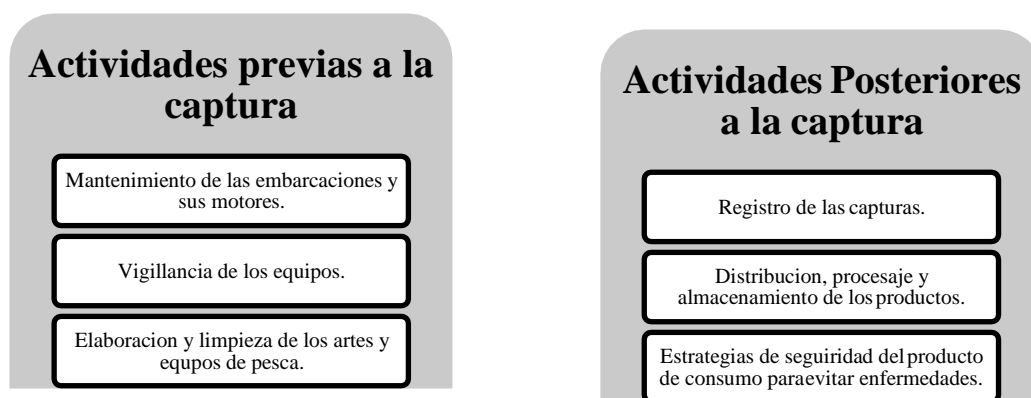 Actividades previas a la
captura
Mantenimiento de las embarcaciones y
sus motores.
Vigillancia de los equipos.
Elaboracion y limpieza de los artes y
equpos de pesca.
Actividades Posteriores
a la captura
Registro de las capturas.
Distribucion, procesaje y
almacenamiento de los productos.
Estrategias de seguiridad del producto
de consumo paraevitar enfermedades.